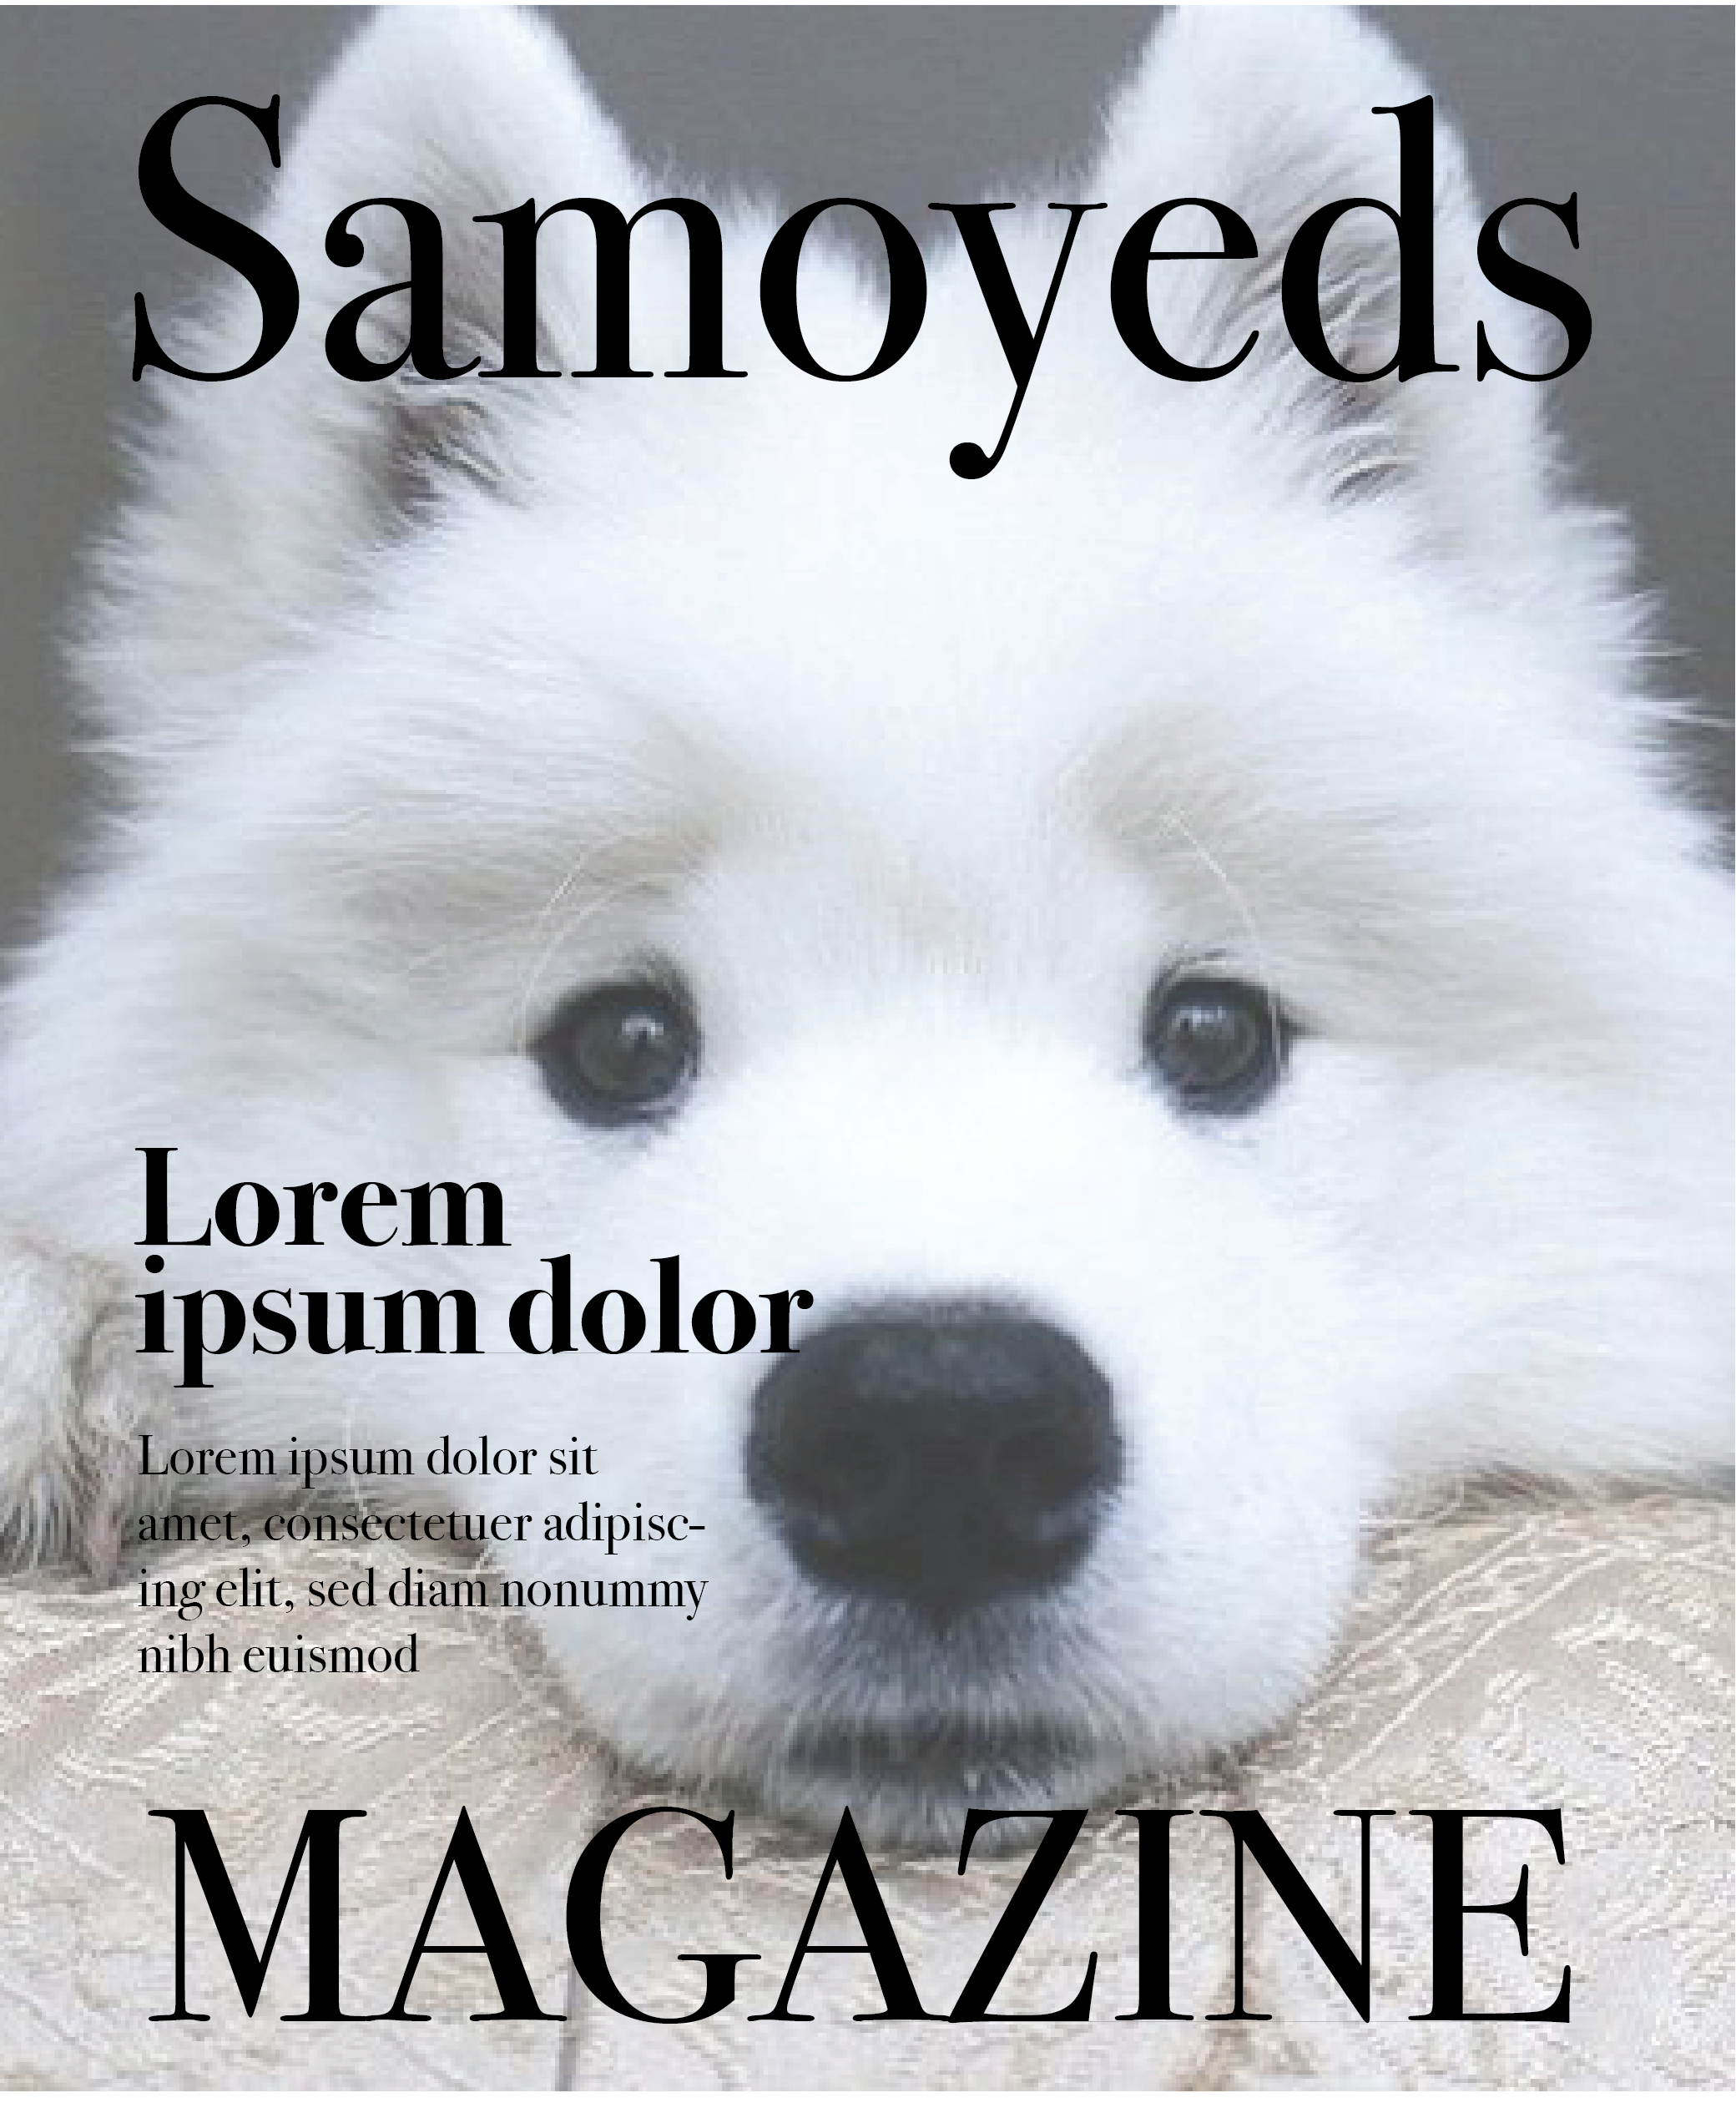 Samoyeds
Lorem
ipsum dolor
Lorem ipsum dolor sit
amet, consectetuer adipisc-
ing elit, sed diam nonummy
nibh euismod
MAGAZINE